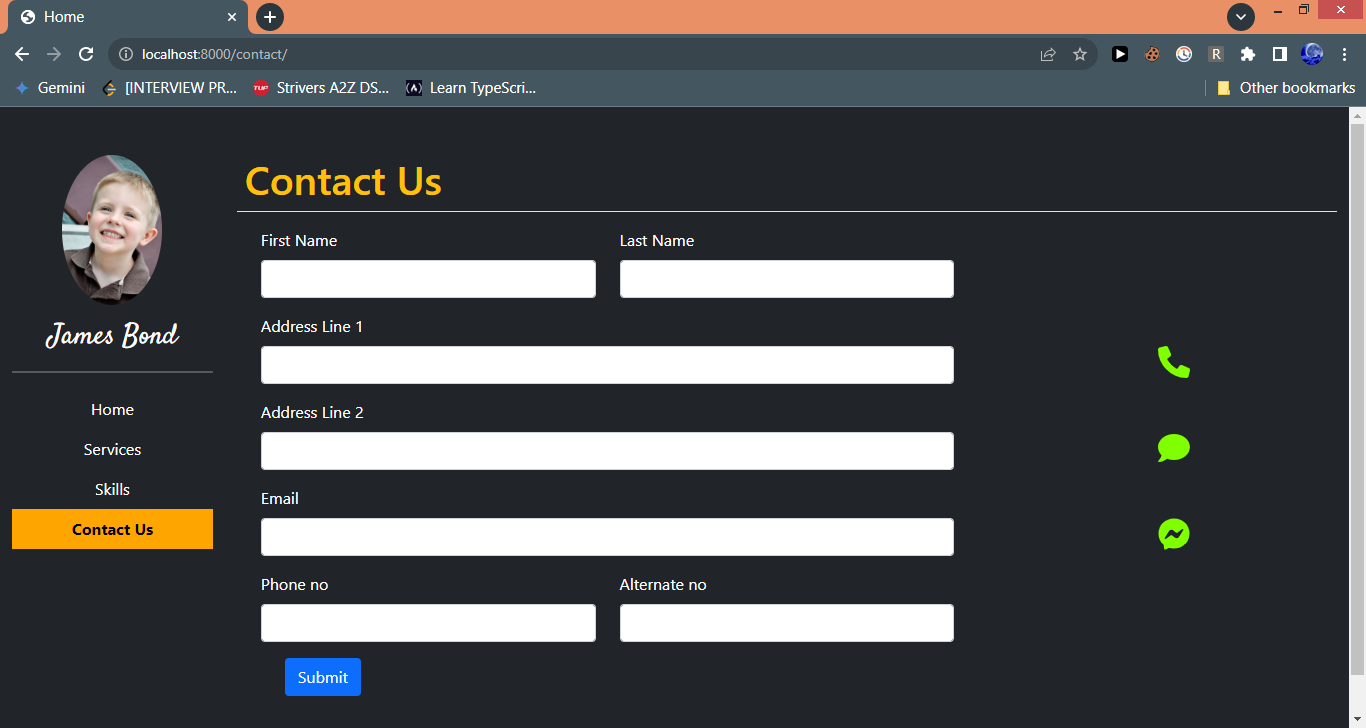 Home
localhost:8000/contact/
R
Gemini [INTERVIEW PR... TUF Strivers A2Z DS... Learn TypeScri... Other bookmarks
Contact Us
James Bond
Home
Services
Skills
Contact Us
First Name Last Name
Address Line 1
Address Line 2
Email
Phone no Alternate no
Submit